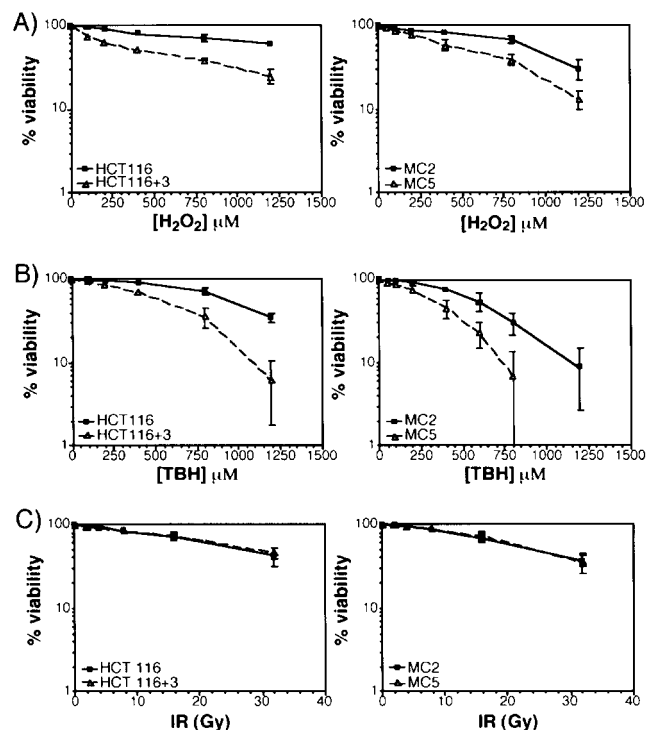 A)
% viability
100
10
1
HCT116
HCT116+3
0 250 500 750 1000 1250 1500
[H₂O₂] µM
% viability
100
10
1
MC2
MC5
0 250 500 750 1000 1250 1500
[H₂O₂] µM
B)
% viability
100
10
1
HCT116
HCT116+3
0 250 500 750 1000 1250 1500
[TBH] µM
% viability
100
10
1
MC2
MC5
0 250 500 750 1000 1250 1500
[TBH] µM
C)
% viability
100
10
1
HCT 116
HCT 116+3
0 10 20 30 40
IR (Gy)
% viability
100
10
1
MC2
MC5
0 10 20 30 40
IR (Gy)